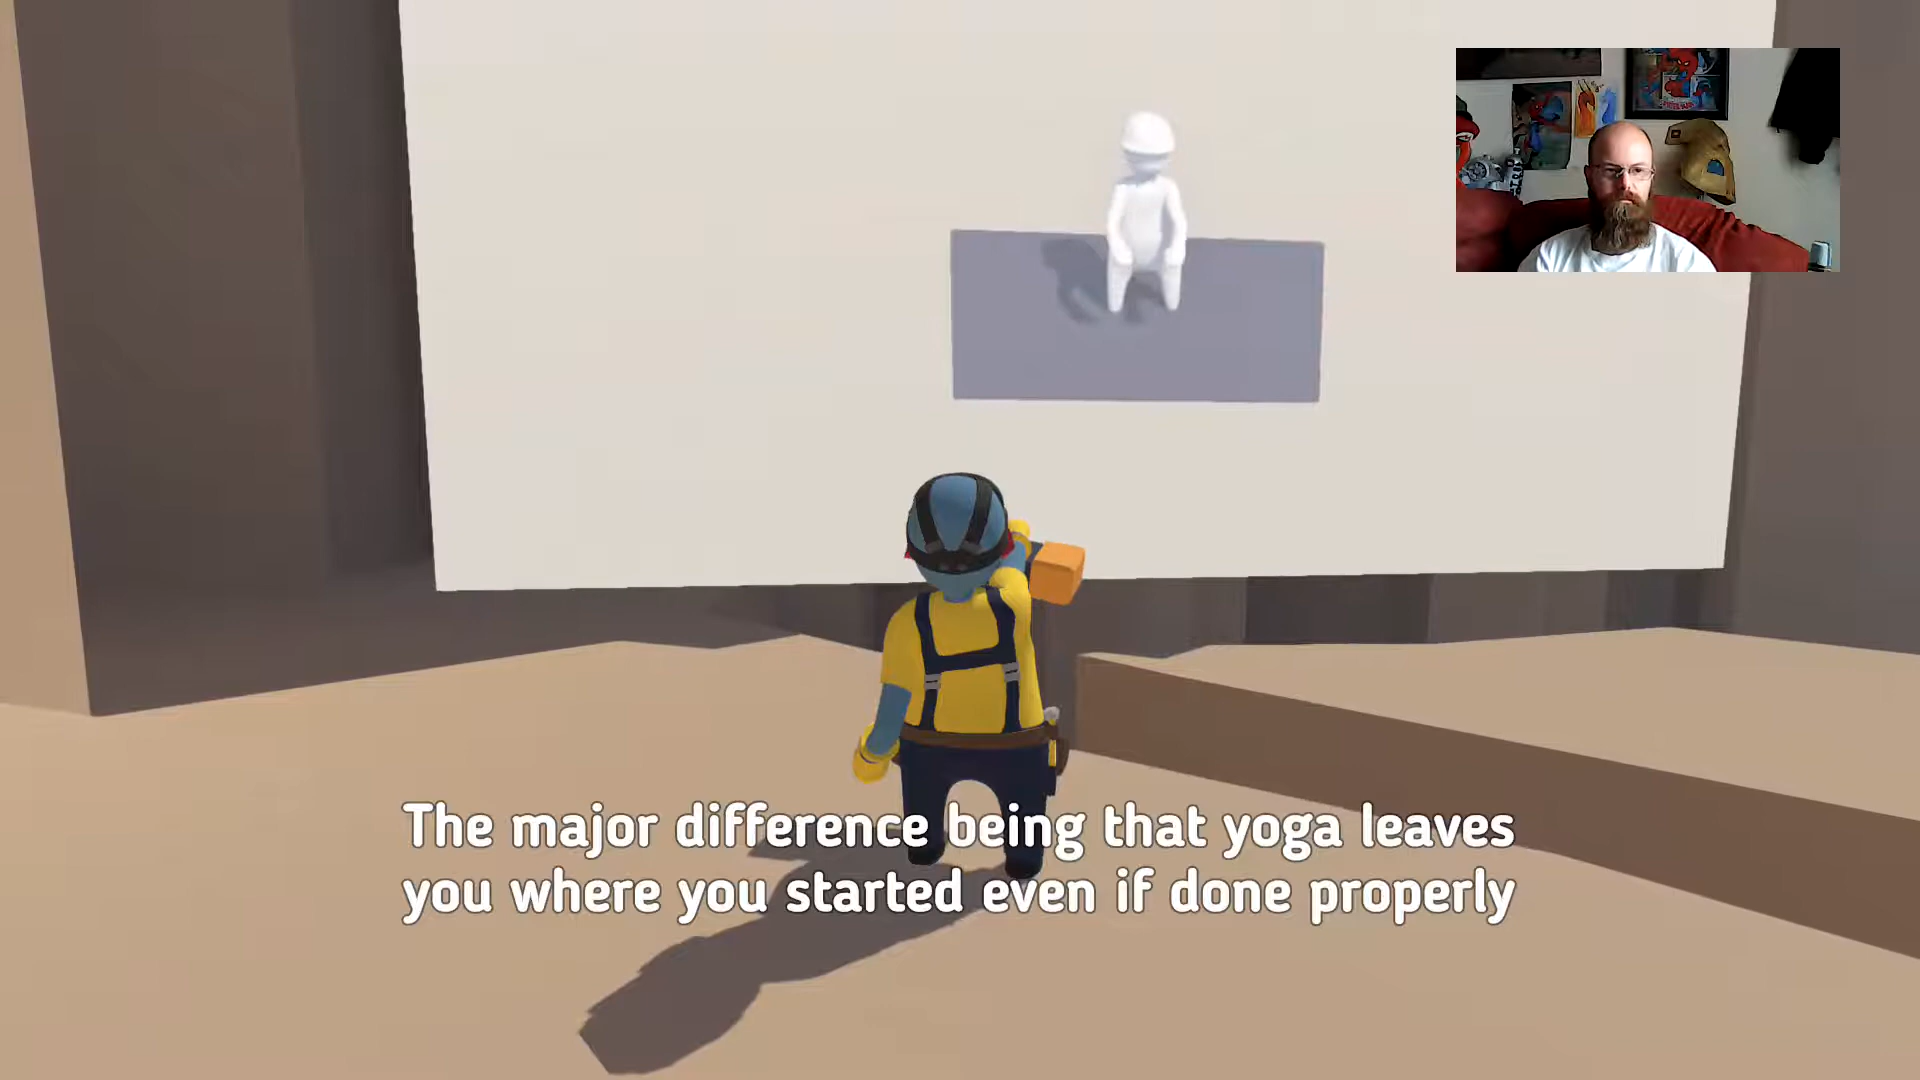 The major difference being that yoga leaves
you where you started even if done properly